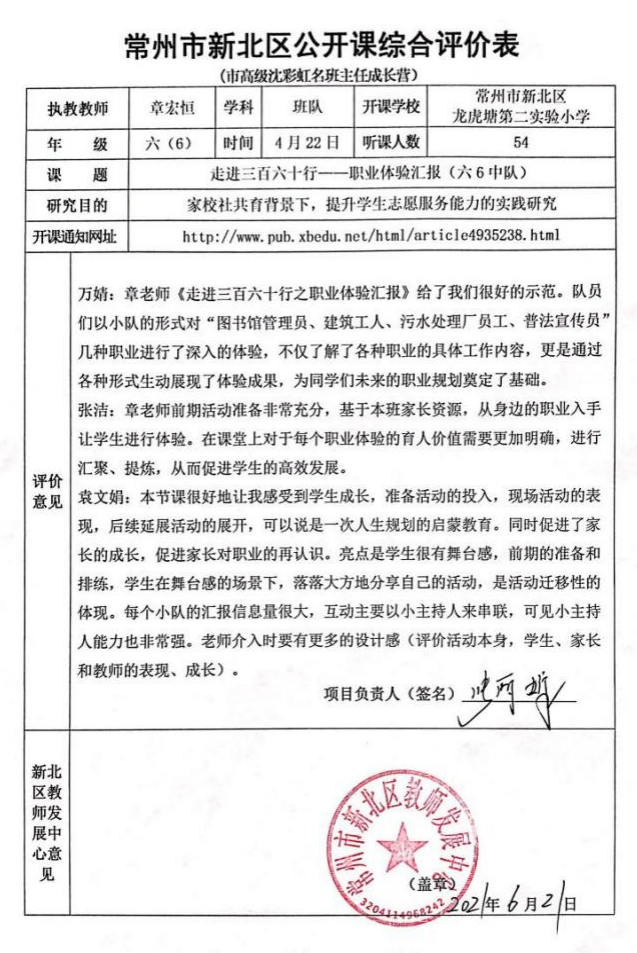 常州市新北区公开课综合评价表
(市高级沈彩虹名班主任成长营)
执教教师 章宏恒 学科 班队 开课学校 常州市新北区
龙虎塘第二实验小学
年 级 六(6) 时间 4月22日 听课人数 54
课 题 走进三百六十行——职业体验汇报(六6中队)
研究目的 家校社共育背景下,提升学生志愿服务能力的实践研究
开课通知网址 http://www.pub.xbedu.net/html/article4935238.html
评价
意见
万婧:章老师《走进三百六十行之职业体验汇报》给了我们很好的示范。队员
们以小队的形式对“图书馆管理员、建筑工人、污水处理厂员工、普法宣传员”
几种职业进行了深入的体验,不仅了解了各种职业的具体工作内容,更是通过
各种形式生动展现了体验成果,为同学们未来的职业规划奠定了基础。
张洁:章老师前期活动准备非常充分,基于本班家长资源,从身边的职业入手
让学生进行体验。在课堂上对于每个职业体验的育人价值需要更加明确,进行
汇聚、提炼,从而促进学生的高效发展。
袁文娟:本节课很好地让我感受到学生成长,准备活动的投入,现场活动的表
现,后续延展活动的展开,可以说是一次人生规划的启蒙教育。同时促进了家
长的成长,促进家长对职业的再认识。亮点是学生很有舞台感,前期的准备和
排练,学生在舞台感的场景下,落落大方地分享自己的活动,是活动迁移性的
体现。每个小队的汇报信息量很大,互动主要以小主持人来串联,可见小主持
人能力也非常强。老师介入时要有更多的设计感(评价活动本身,学生、家长
和教师的表现、成长)。
项目负责人(签名)
新北
区教
师发
展中
心意
见
常州市新北区教师发展中心
3204114968242
(盖章)
2021年6月21日